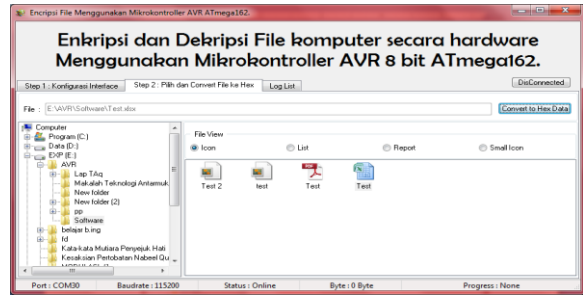 Encripsi File Menggunakan Mikrokontroller AVR ATmega162.
Enkripsi dan Dekripsi File komputer secara hardware
Menggunakan Mikrokontroller AVR 8 bit ATmega162.
Step 1 : Konfigurasi Interface
Step 2 : Pilih dan Convert File ke Hex
Log List
DisConnected
File :
E:\AVR\Software\Test.xlsx
Convert to Hex Data
Computer
Program (C:)
Data (D:)
EXP (E:)
AVR
Lap TAq
Makalah Teknologi Antarmuk
New folder
New folder (2)
pp
Software
belajar b.ing
fd
Kata-kata Mutiara Penyejuk Hati
Kesaksian Pertobatan Nabeel Qu
File View
Icon
List
Report
Small Icon
Test 2
test
Test
Test
Port : COM30
Baudrate : 115200
Status : Online
Byte : 0 Byte
Progress : None